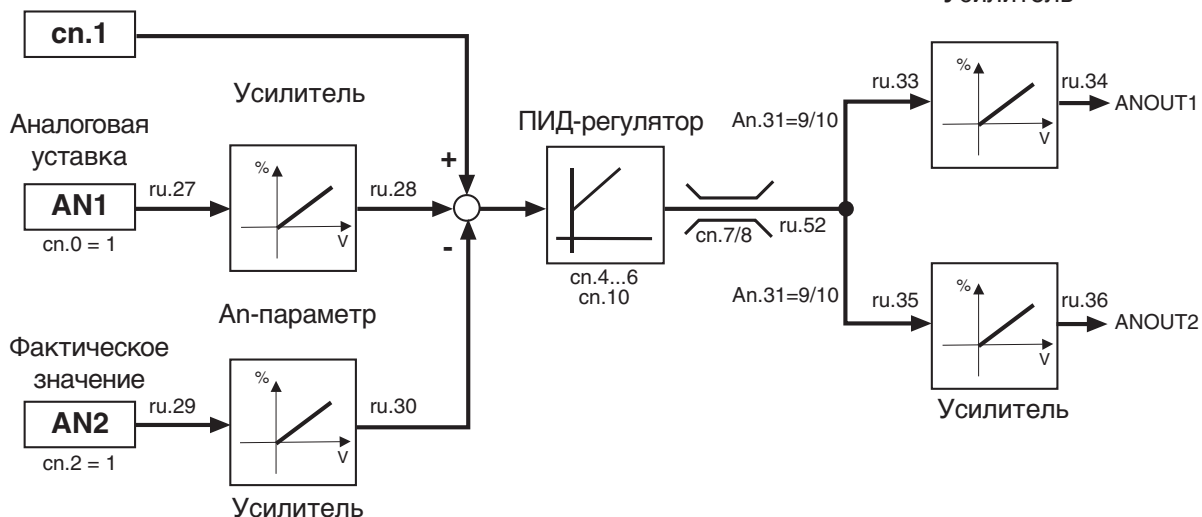 Усилитель
cn.1
Усилитель
Аналоговая
уставка
AN1
cn.0 = 1
ru.27
%
V
ru.28
+
-
ПИД-регулятор
cn.4...6
cn.10
cn.7/8
ru.52
An.31=9/10
ru.33
%
V
ru.34
ANOUT1
An.31=9/10
ru.35
%
V
ru.36
ANOUT2
Усилитель
An-параметр
Фактическое
значение
AN2
cn.2 = 1
ru.29
%
V
ru.30
Усилитель